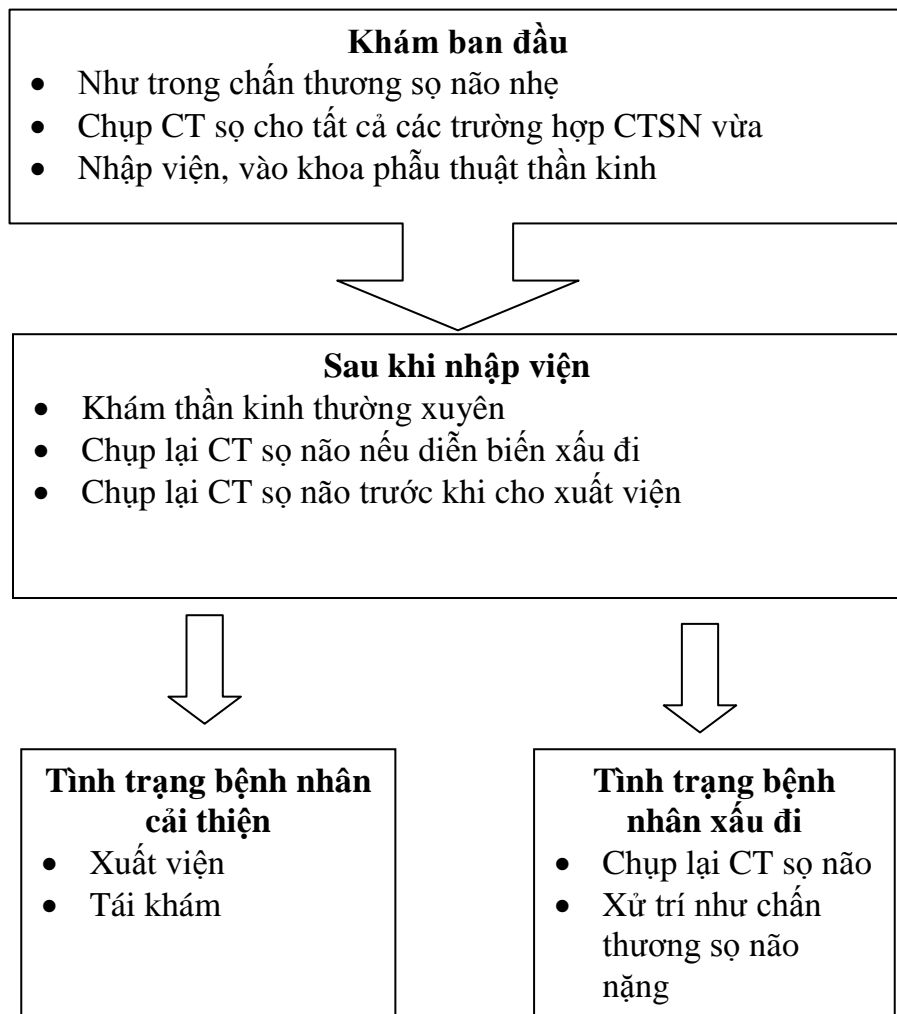 Khám ban đầu
• Như trong chấn thương sọ não nhẹ
• Chụp CT sọ cho tất cả các trường hợp CTSN vừa
• Nhập viện, vào khoa phẫu thuật thần kinh
Sau khi nhập viện
• Khám thần kinh thường xuyên
• Chụp lại CT sọ não nếu diễn biến xấu đi
• Chụp lại CT sọ não trước khi cho xuất viện
Tình trạng bệnh nhân
cải thiện
• Xuất viện
• Tái khám
Tình trạng bệnh
nhân xấu đi
• Chụp lại CT sọ não
• Xử trí như chấn
thương sọ não
nặng